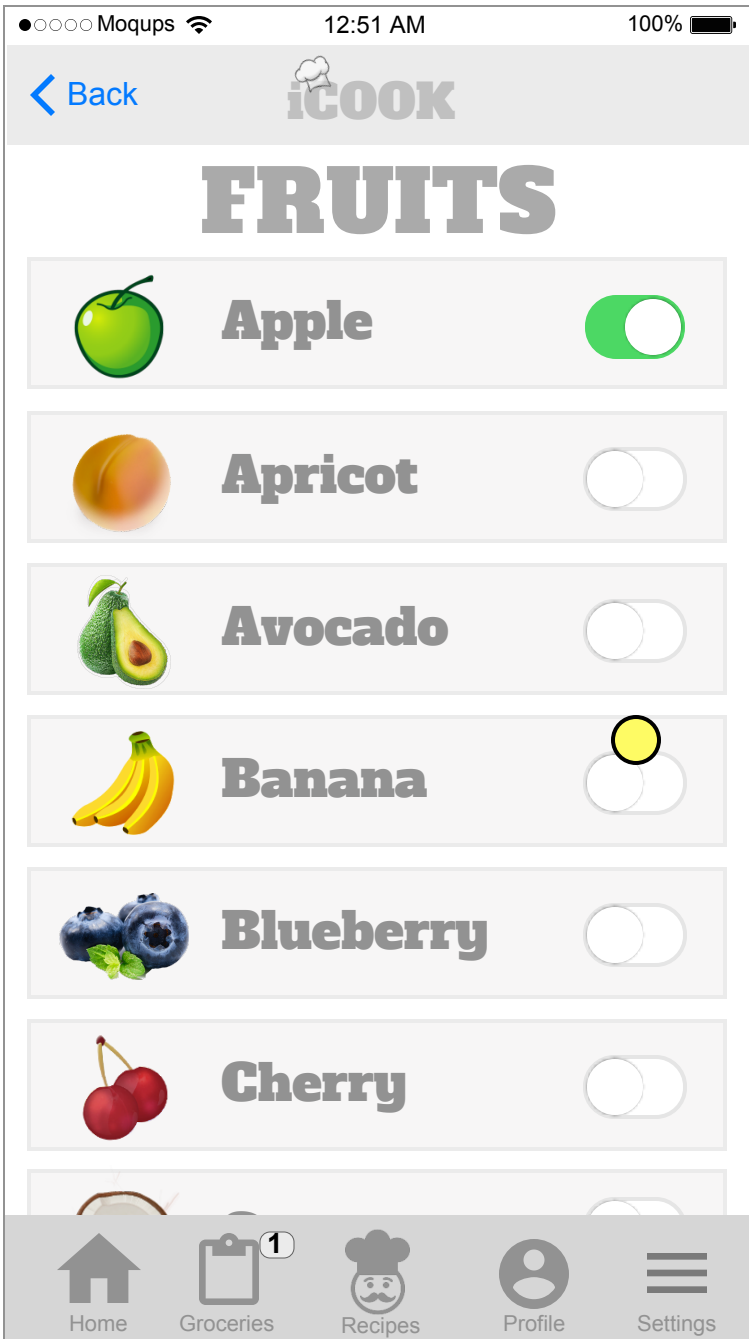 Moqups 12:51 AM 100%
Back iCOOK
FRUITS
Apple
Apricot
Avocado
Banana
Blueberry
Cherry
1
Home Groceries Recipes Profile Settings